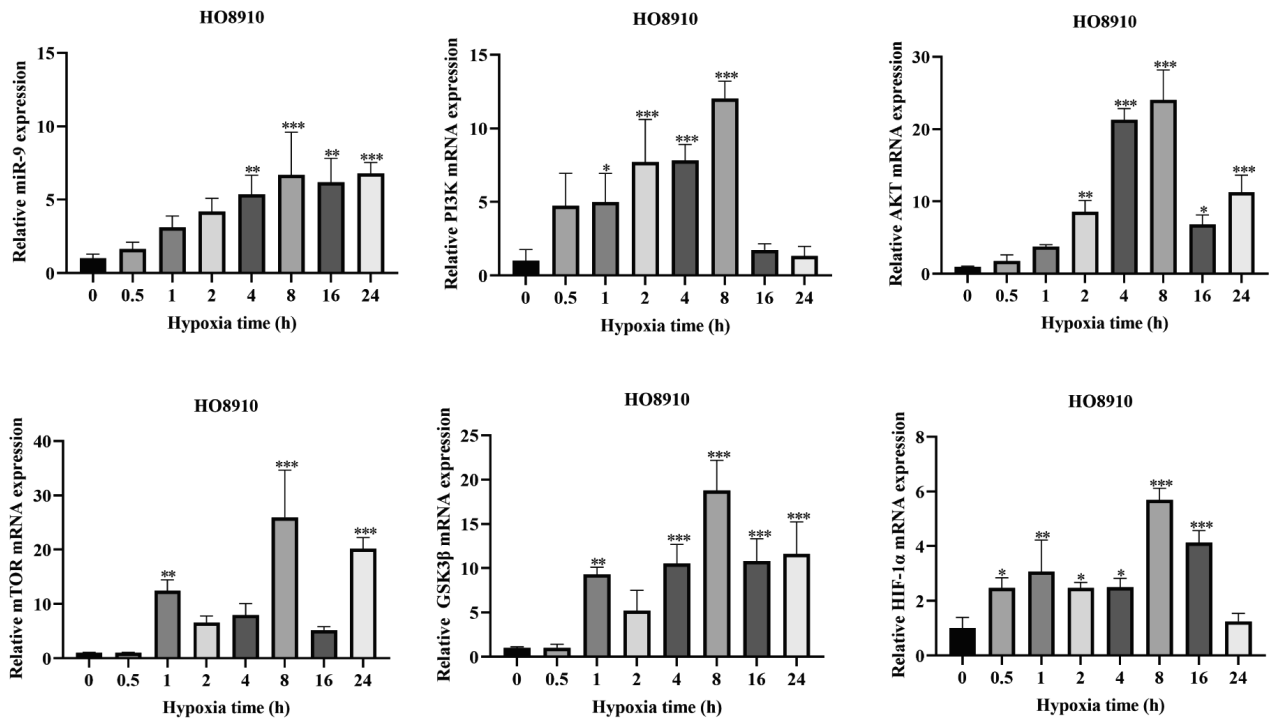 HO8910
Relative miR-9 expression
15
10
5
0
** *** ** ***
0 0.5 1 2 4 8 16 24
Hypoxia time (h)
HO8910
Relative PI3K mRNA expression
15
10
5
0
* *** *** ***
0 0.5 1 2 4 8 16 24
Hypoxia time (h)
HO8910
Relative AKT mRNA expression
30
20
10
0
** *** *** * ***
0 0.5 1 2 4 8 16 24
Hypoxia time (h)
HO8910
Relative mTOR mRNA expression
40
30
20
10
0
** *** ***
0 0.5 1 2 4 8 16 24
Hypoxia time (h)
HO8910
Relative GSK3β mRNA expression
25
20
15
10
5
0
** *** *** *** ***
0 0.5 1 2 4 8 16 24
Hypoxia time (h)
HO8910
Relative HIF-1α mRNA expression
8
6
4
2
0
* ** * * *** ***
0 0.5 1 2 4 8 16 24
Hypoxia time (h)